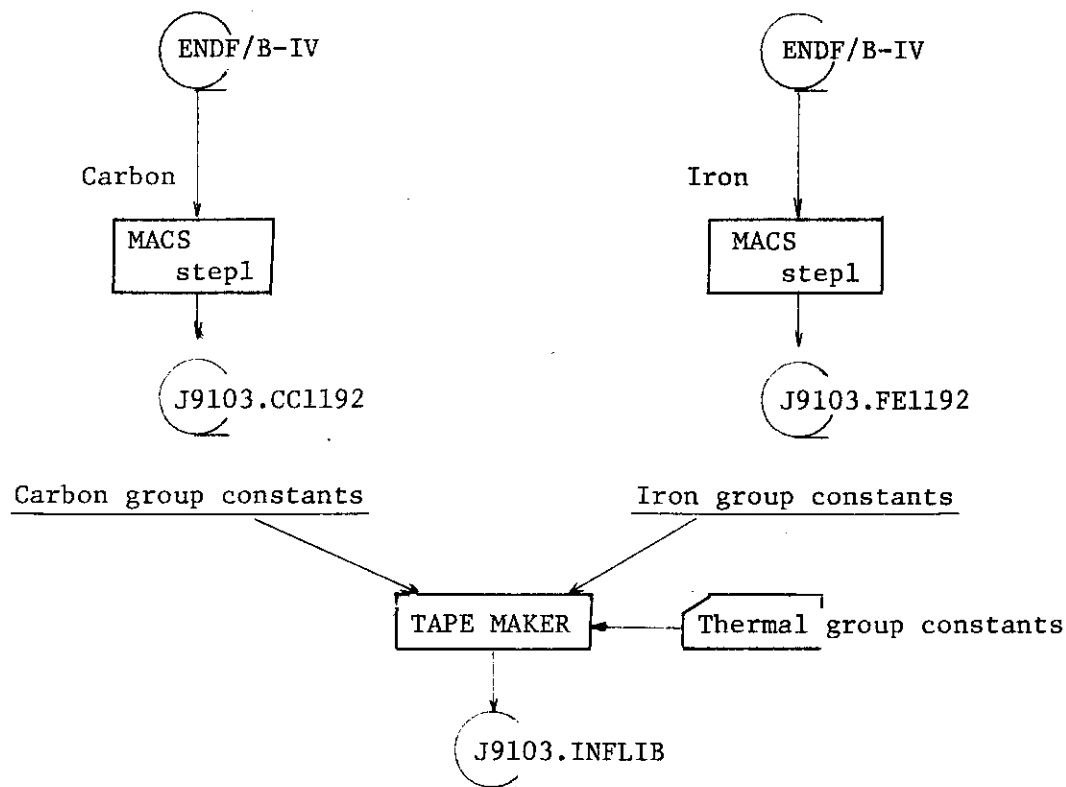 ENDF/B-IV
ENDF/B-IV
Carbon
Iron
MACS
step1
MACS
step1
J9103.CC1192
J9103.FE1192
Carbon group constants
Iron group constants
TAPE MAKER
Thermal group constants
J9103.INFLIB